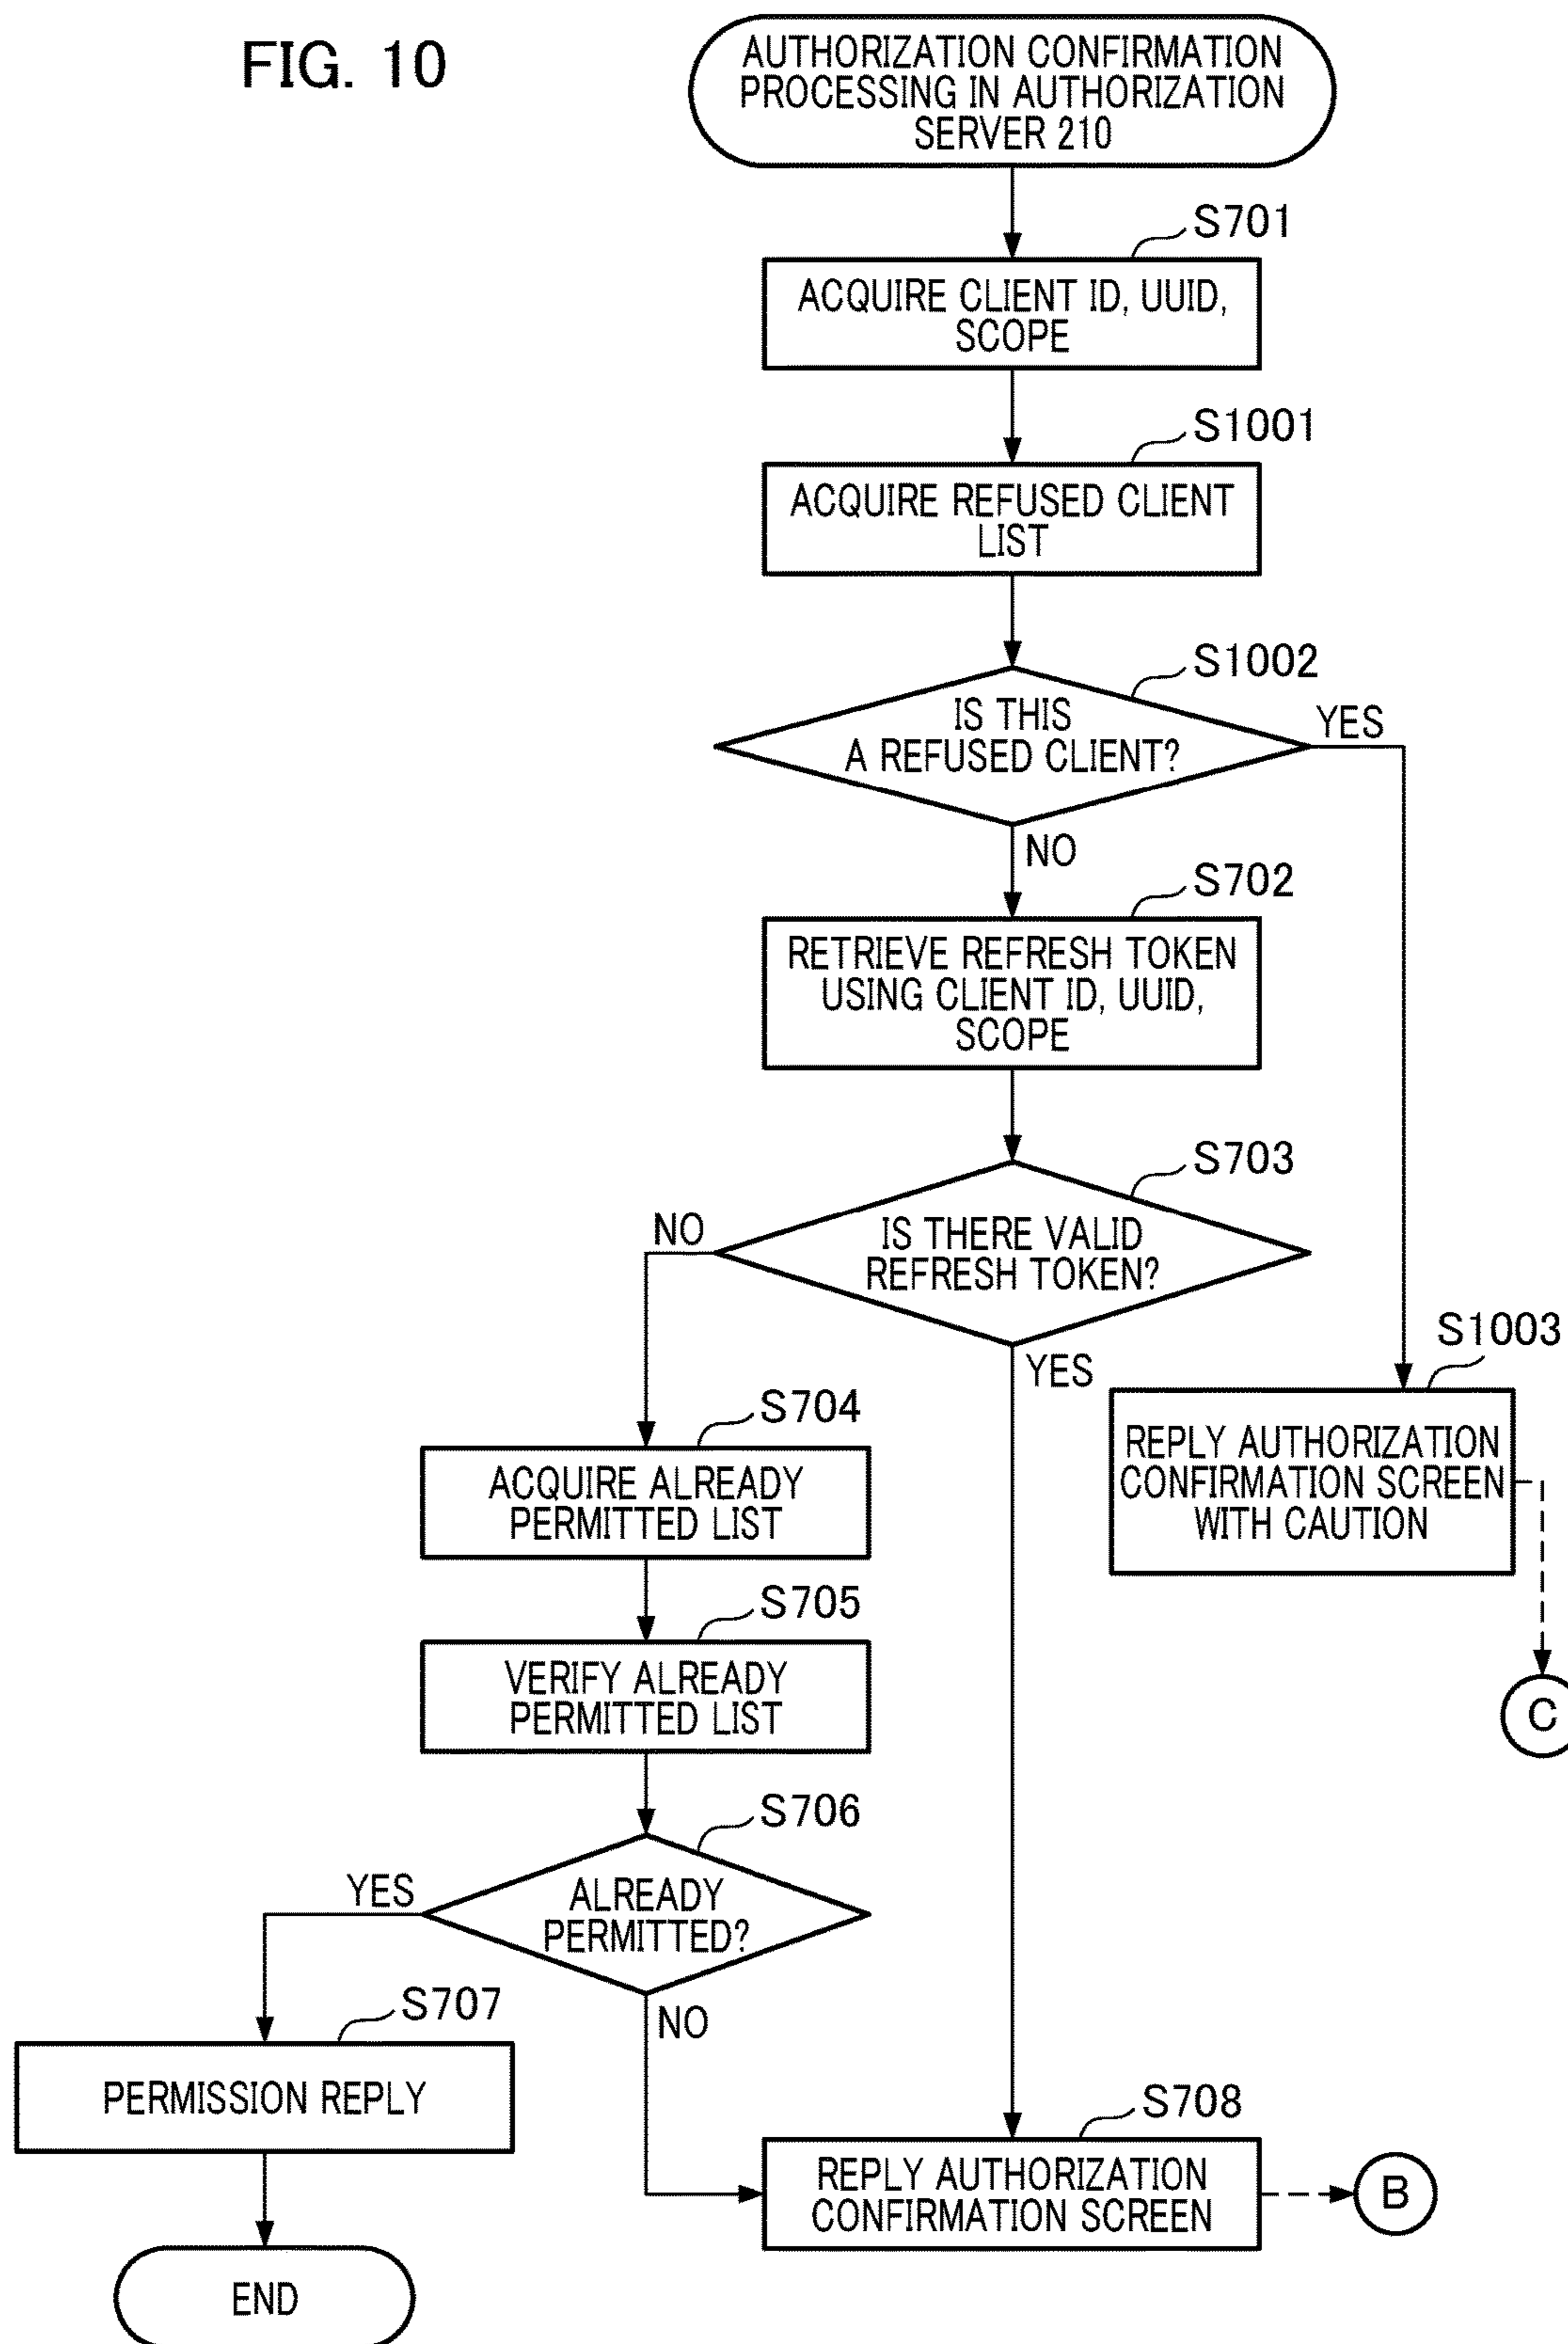 FIG. 10
AUTHORIZATION CONFIRMATION
PROCESSING IN AUTHORIZATION
SERVER 210
S701
ACQUIRE CLIENT ID, UUID,
SCOPE
S1001
ACQUIRE REFUSED CLIENT
LIST
S1002
IS THIS
A REFUSED CLIENT?
YES
NO
S702
RETRIEVE REFRESH TOKEN
USING CLIENT ID, UUID,
SCOPE
S703
IS THERE VALID
REFRESH TOKEN?
NO
YES
S1003
REPLY AUTHORIZATION
CONFIRMATION SCREEN
WITH CAUTION
C
S704
ACQUIRE ALREADY
PERMITTED LIST
S705
VERIFY ALREADY
PERMITTED LIST
S706
ALREADY
PERMITTED?
YES
NO
S707
PERMISSION REPLY
S708
REPLY AUTHORIZATION
CONFIRMATION SCREEN
B
END